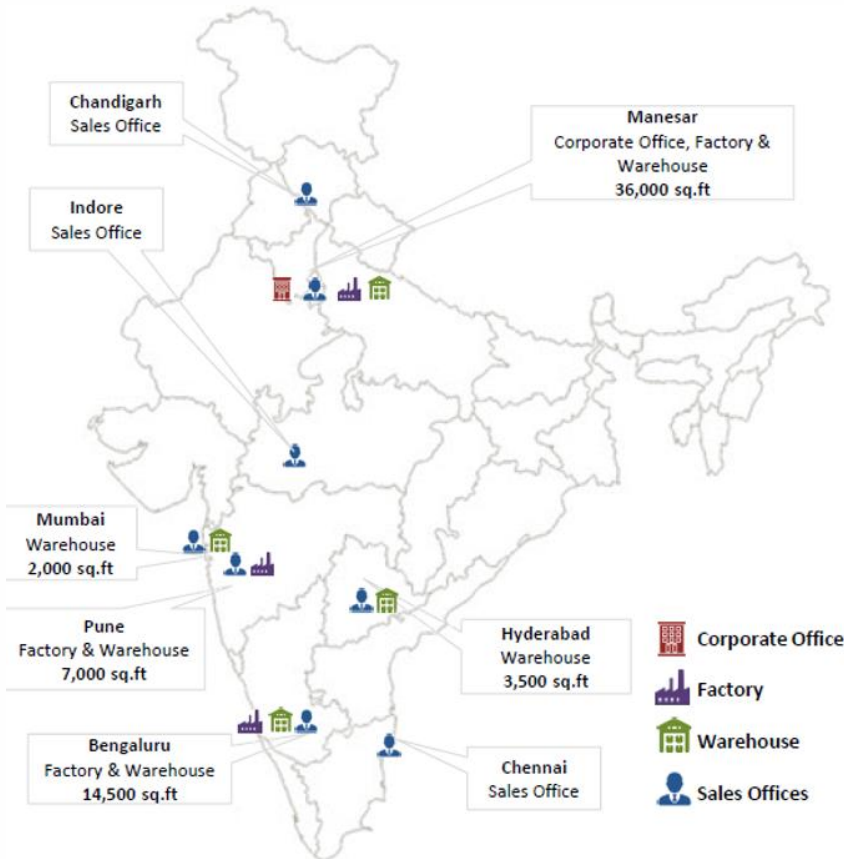 Chandigarh
Sales Office
Manesar
Corporate Office, Factory &
Warehouse
36,000 sq.ft
Indore
Sales Office
Mumbai
Warehouse
2,000 sq.ft
Pune
Factory & Warehouse
7,000 sq.ft
Hyderabad
Warehouse
3,500 sq.ft
Bengaluru
Factory & Warehouse
14,500 sq.ft
Chennai
Sales Office
Corporate Office
Factory
Warehouse
Sales Offices